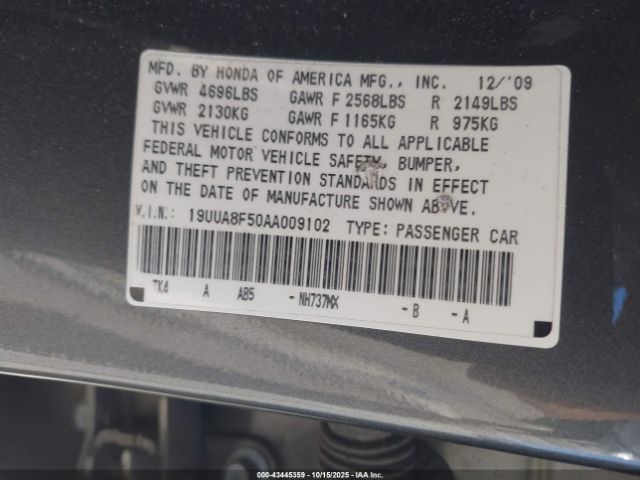 MFD. BY HONDA OF AMERICA MFG., INC. 12/'09
GVWR 4696LBS GAWR F 2568LBS R 2149LBS
GVWR 2130KG GAWR F 1165KG R 975KG
THIS VEHICLE CONFORMS TO ALL APPLICABLE
FEDERAL MOTOR VEHICLE SAFETY, BUMPER,
AND THEFT PREVENTION STANDARDS IN EFFECT
ON THE DATE OF MANUFACTURE SHOWN ABOVE.
V.I.N.: 19UUA8F50AA009102 TYPE: PASSENGER CAR
TK4 A AB5 -NH737MX -B -A
000-43445359 | 10/15/2025 | IAA Inc.